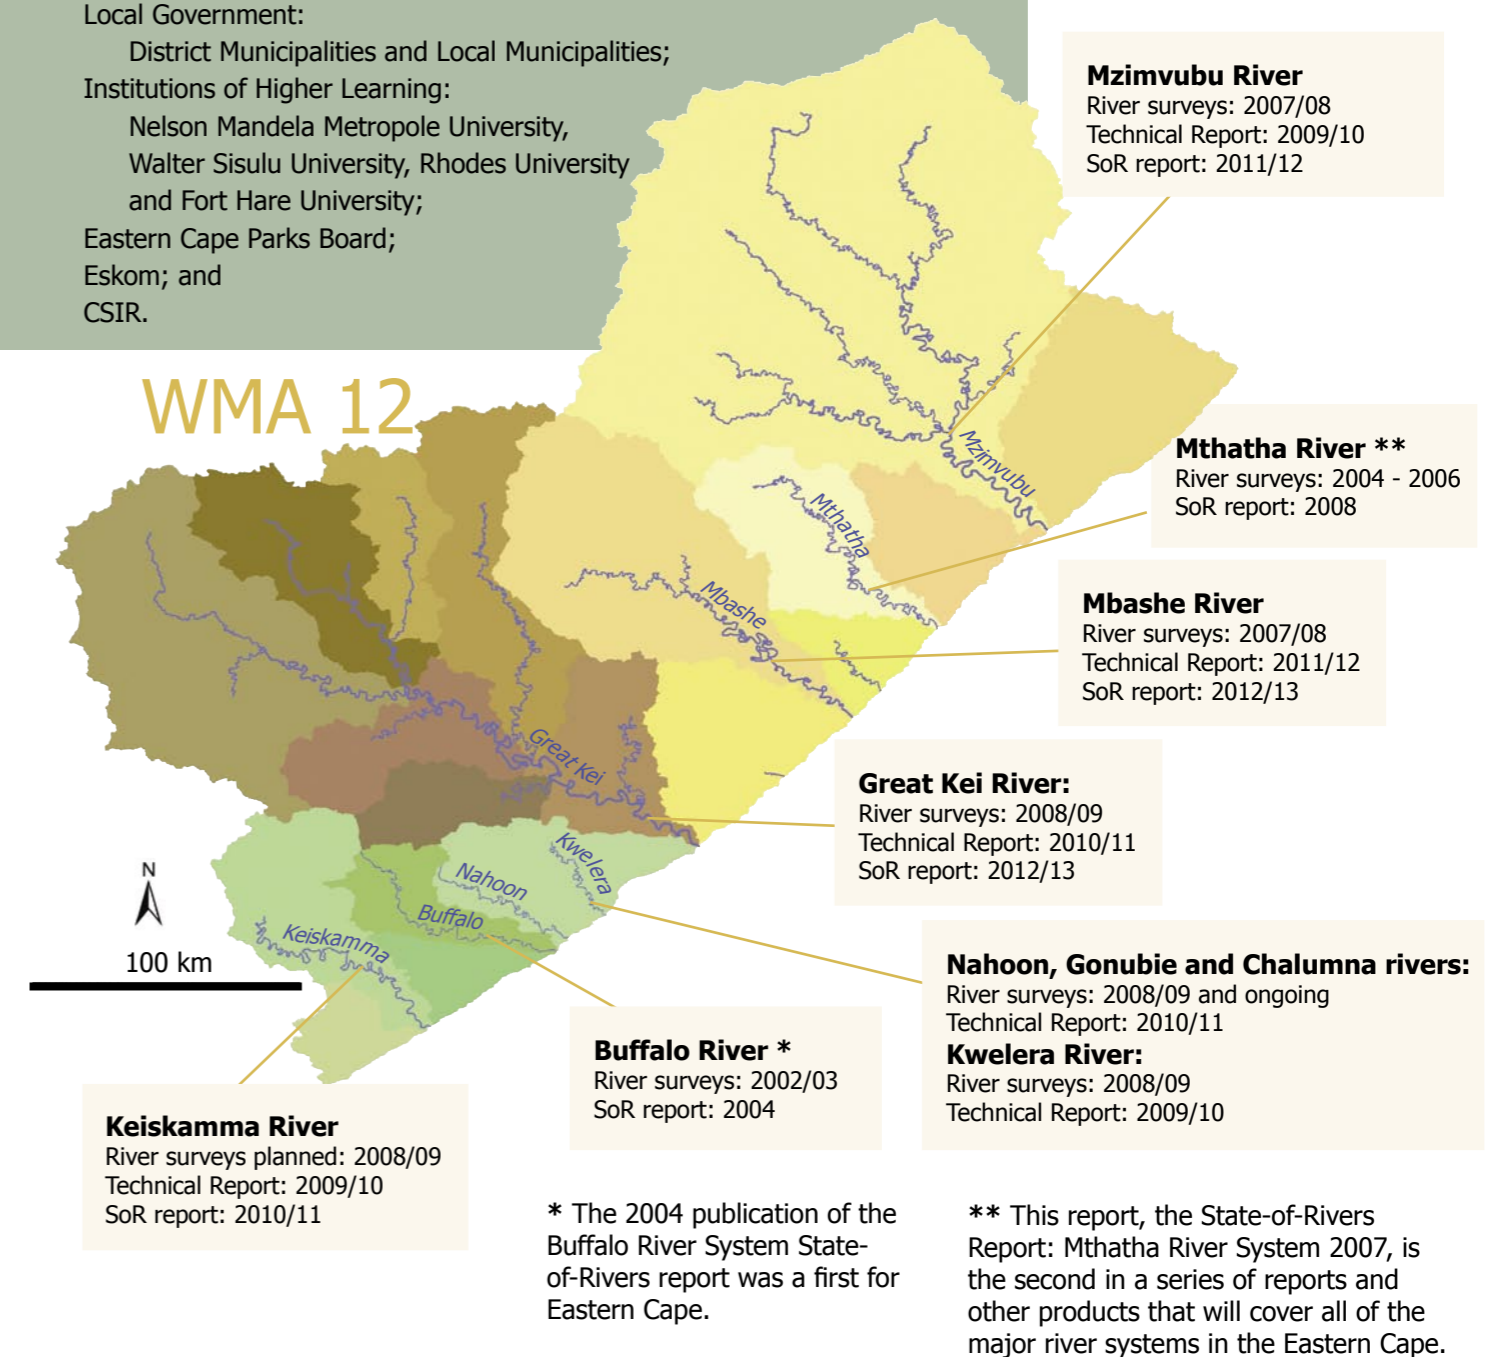 Local Government:
District Municipalities and Local Municipalities;
Institutions of Higher Learning:
Nelson Mandela Metropole University,
Walter Sisulu University, Rhodes University
and Fort Hare University;
Eastern Cape Parks Board;
Eskom; and
CSIR.
WMA 12
Mzimvubu River
River surveys: 2007/08
Technical Report: 2009/10
SoR report: 2011/12
Mzimvubu
Mthatha River **
River surveys: 2004 - 2006
SoR report: 2008
Mthatha
Mbashe
Mbashe River
River surveys: 2007/08
Technical Report: 2011/12
SoR report: 2012/13
Great Kei
Great Kei River:
River surveys: 2008/09
Technical Report: 2010/11
SoR report: 2012/13
Kwelera
Nahoon
Buffalo
Keiskamma
N
100 km
Nahoon, Gonubie and Chalumna rivers:
River surveys: 2008/09 and ongoing
Technical Report: 2010/11
Kwelera River:
River surveys: 2008/09
Technical Report: 2009/10
Buffalo River *
River surveys: 2002/03
SoR report: 2004
Keiskamma River
River surveys planned: 2008/09
Technical Report: 2009/10
SoR report: 2010/11
* The 2004 publication of the
Buffalo River System State-
of-Rivers report was a first for
Eastern Cape.
** This report, the State-of-Rivers
Report: Mthatha River System 2007, is
the second in a series of reports and
other products that will cover all of the
major river systems in the Eastern Cape.